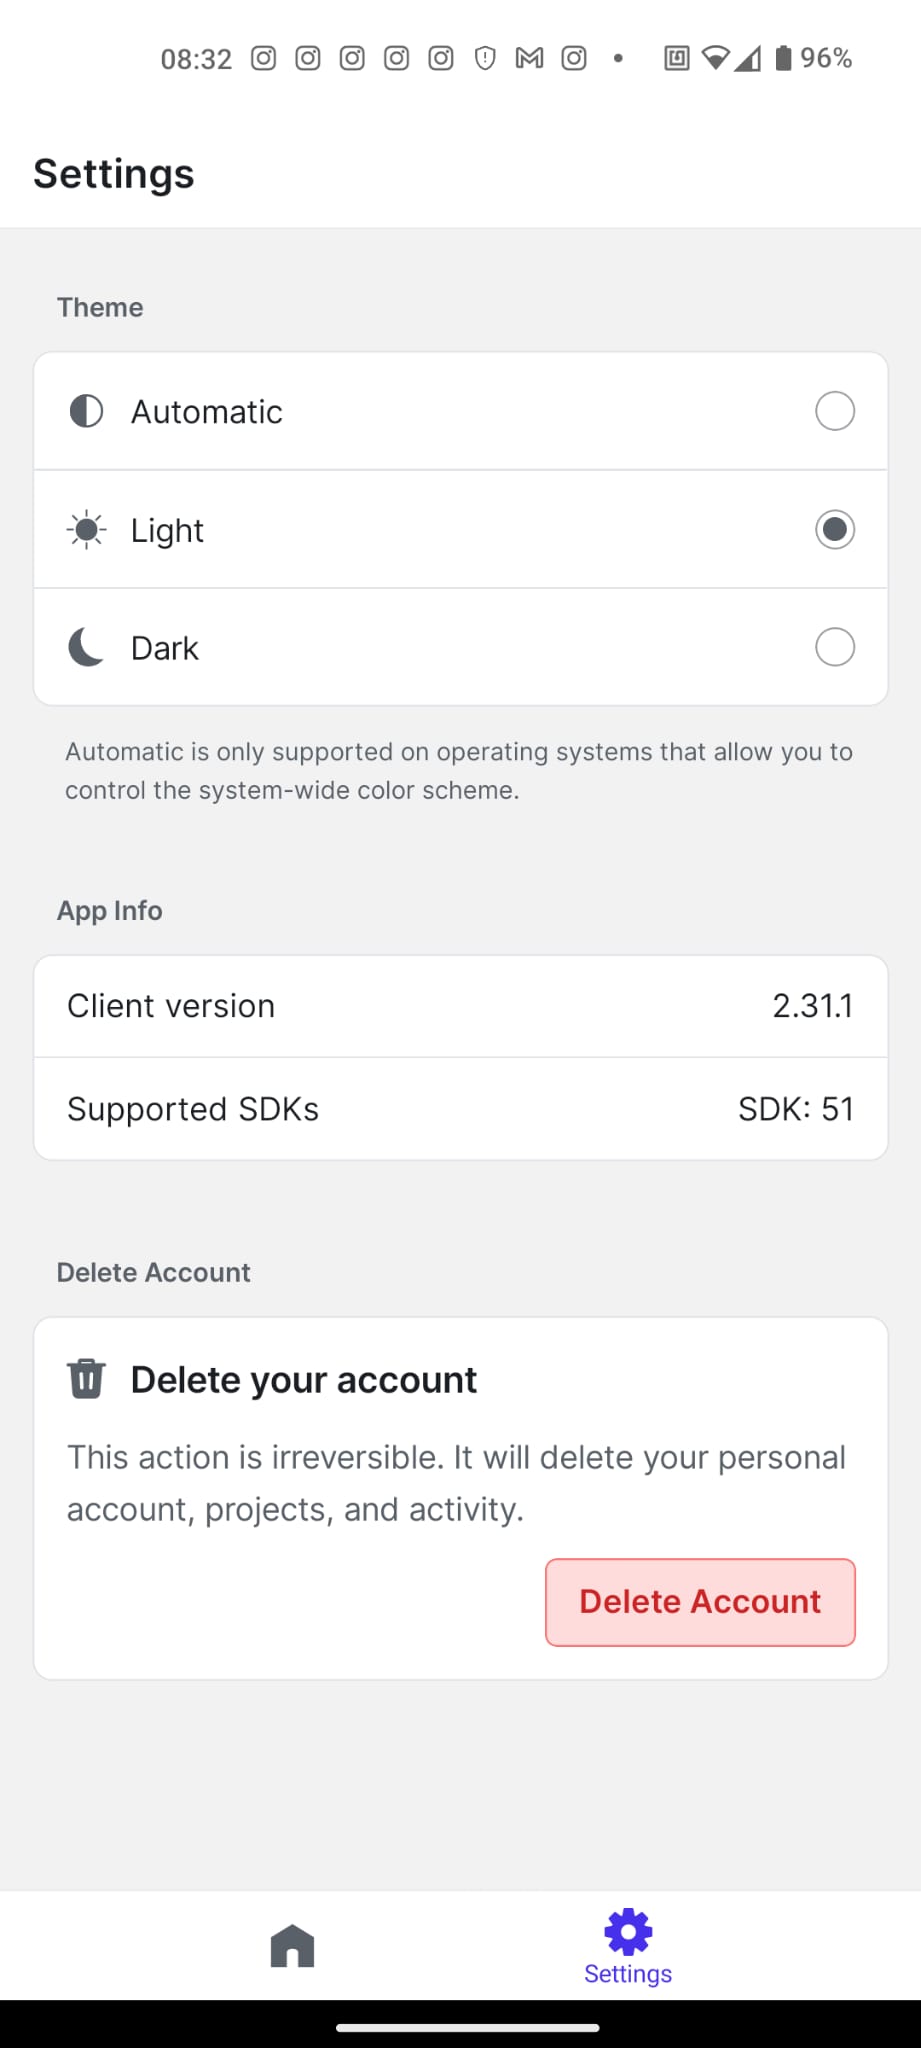 08:32
96%
Settings
Theme
Automatic
Light
Dark
Automatic is only supported on operating systems that allow you to
control the system-wide color scheme.
App Info
Client version 2.31.1
Supported SDKs SDK: 51
Delete Account
Delete your account
This action is irreversible. It will delete your personal
account, projects, and activity.
Delete Account
Settings